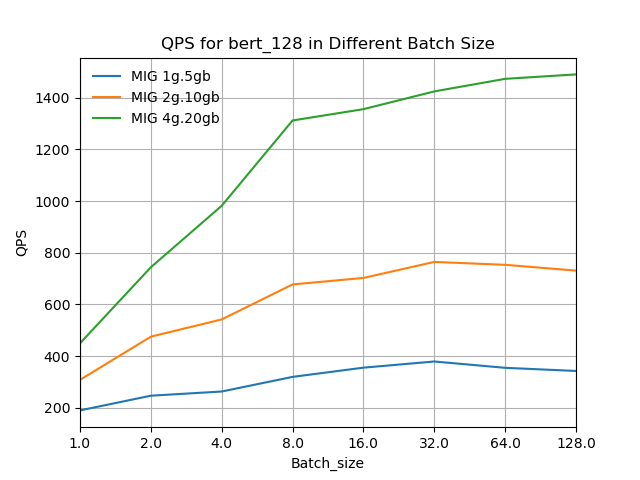 QPS for bert_128 in Different Batch Size
MIG 1g.5gb
MIG 2g.10gb
MIG 4g.20gb
1400
1200
1000
800
600
400
200
QPS
1.0 2.0 4.0 8.0 16.0 32.0 64.0 128.0
Batch_size